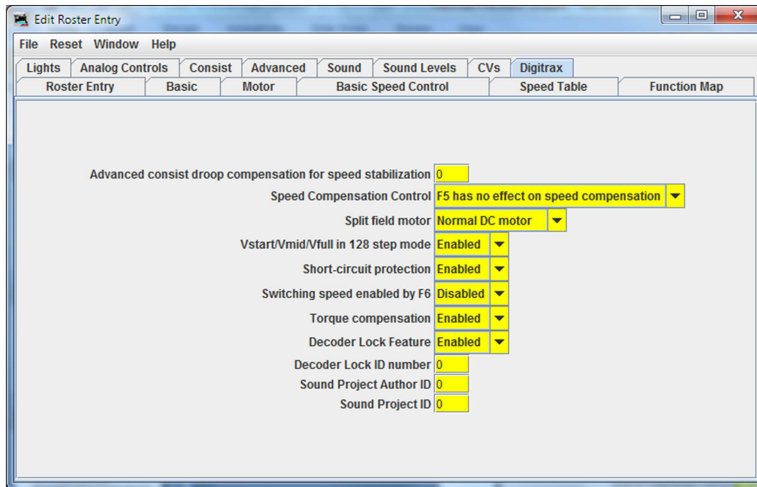 Edit Roster Entry
File Reset Window Help
Lights Analog Controls Consist Advanced Sound Sound Levels CVs Digitrax
Roster Entry Basic Motor Basic Speed Control Speed Table Function Map
Advanced consist droop compensation for speed stabilization 0
Speed Compensation Control F5 has no effect on speed compensation
Split field motor Normal DC motor
Vstart/Vmid/Vfull in 128 step mode Enabled
Short-circuit protection Enabled
Switching speed enabled by F6 Disabled
Torque compensation Enabled
Decoder Lock Feature Enabled
Decoder Lock ID number 0
Sound Project Author ID 0
Sound Project ID 0